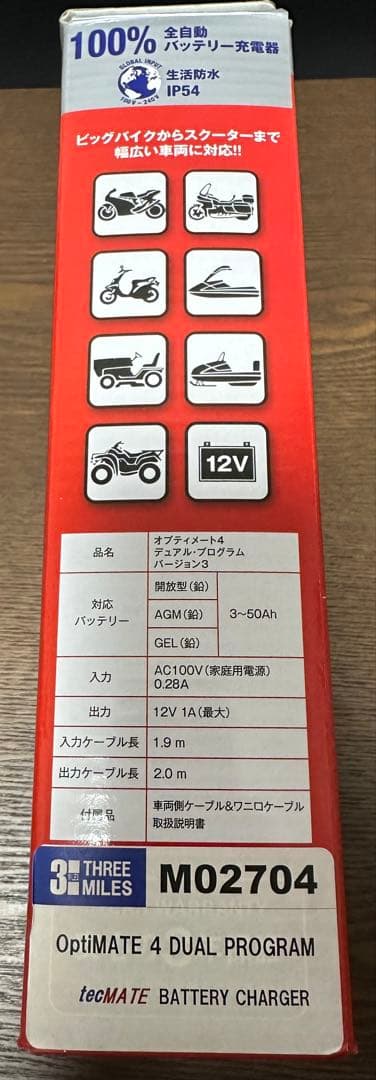 100% 全自動
バッテリー充電器
GLOBAL INPUT
100V~240V
生活防水
IP54
ビッグバイクからスクーターまで
幅広い車両に対応!!
12V
品名
オプティメート4
デュアル・プログラム
バージョン3
対応
バッテリー
開放型(鉛)
AGM(鉛)
GEL(鉛)
3~50Ah
入力
AC100V(家庭用電源)
0.28A
出力
12V 1A(最大)
入力ケーブル長
1.9 m
出力ケーブル長
2.0 m
付属品
車両側ケーブル&ワニ口ケーブル
取扱説明書
THREE
MILES
M02704
OptiMATE 4 DUAL PROGRAM
tecMATE BATTERY CHARGER